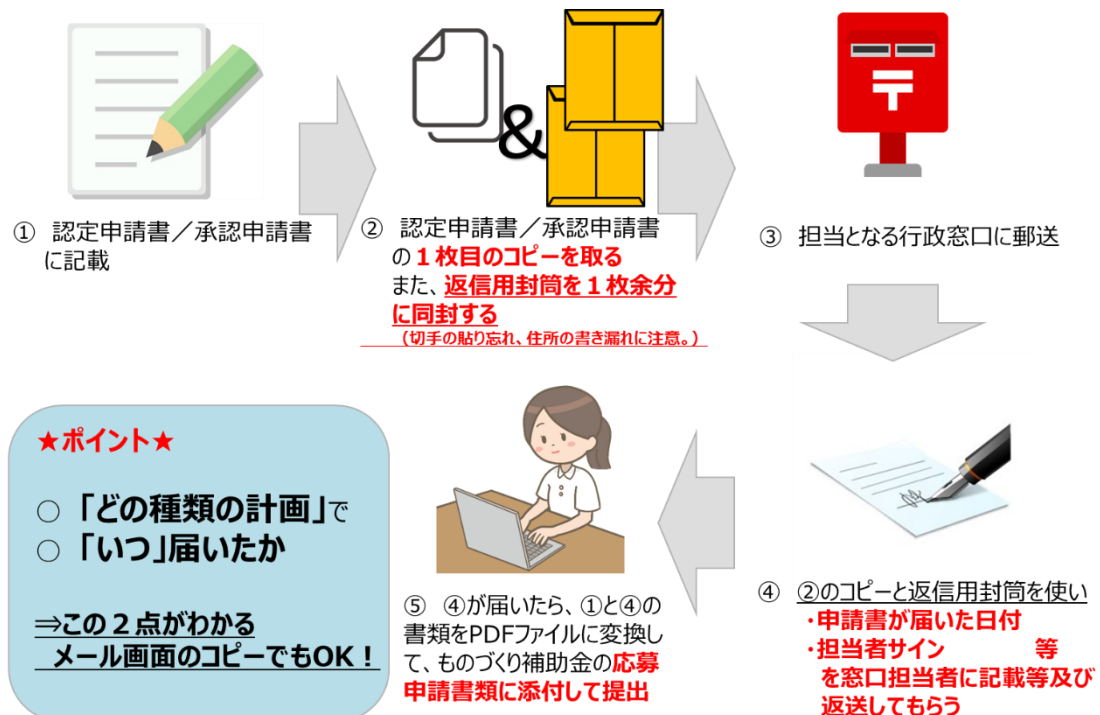 ① 認定申請書／承認申請書
に記載
&
② 認定申請書／承認申請書
の１枚目のコピーを取る
また、返信用封筒を１枚余分
に同封する
（切手の貼り忘れ、住所の書き漏れに注意。）
〒
③ 担当となる行政窓口に郵送
④ ②のコピーと返信用封筒を使い
・申請書が届いた日付
・担当者サイン 等
を窓口担当者に記載等及び
返送してもらう
⑤ ④が届いたら、①と④の
書類をPDFファイルに変換し
て、ものづくり補助金の応募
申請書類に添付して提出
★ポイント★
○ 「どの種類の計画」で
○ 「いつ」届いたか
⇒この２点がわかる
メール画面のコピーでもOK！